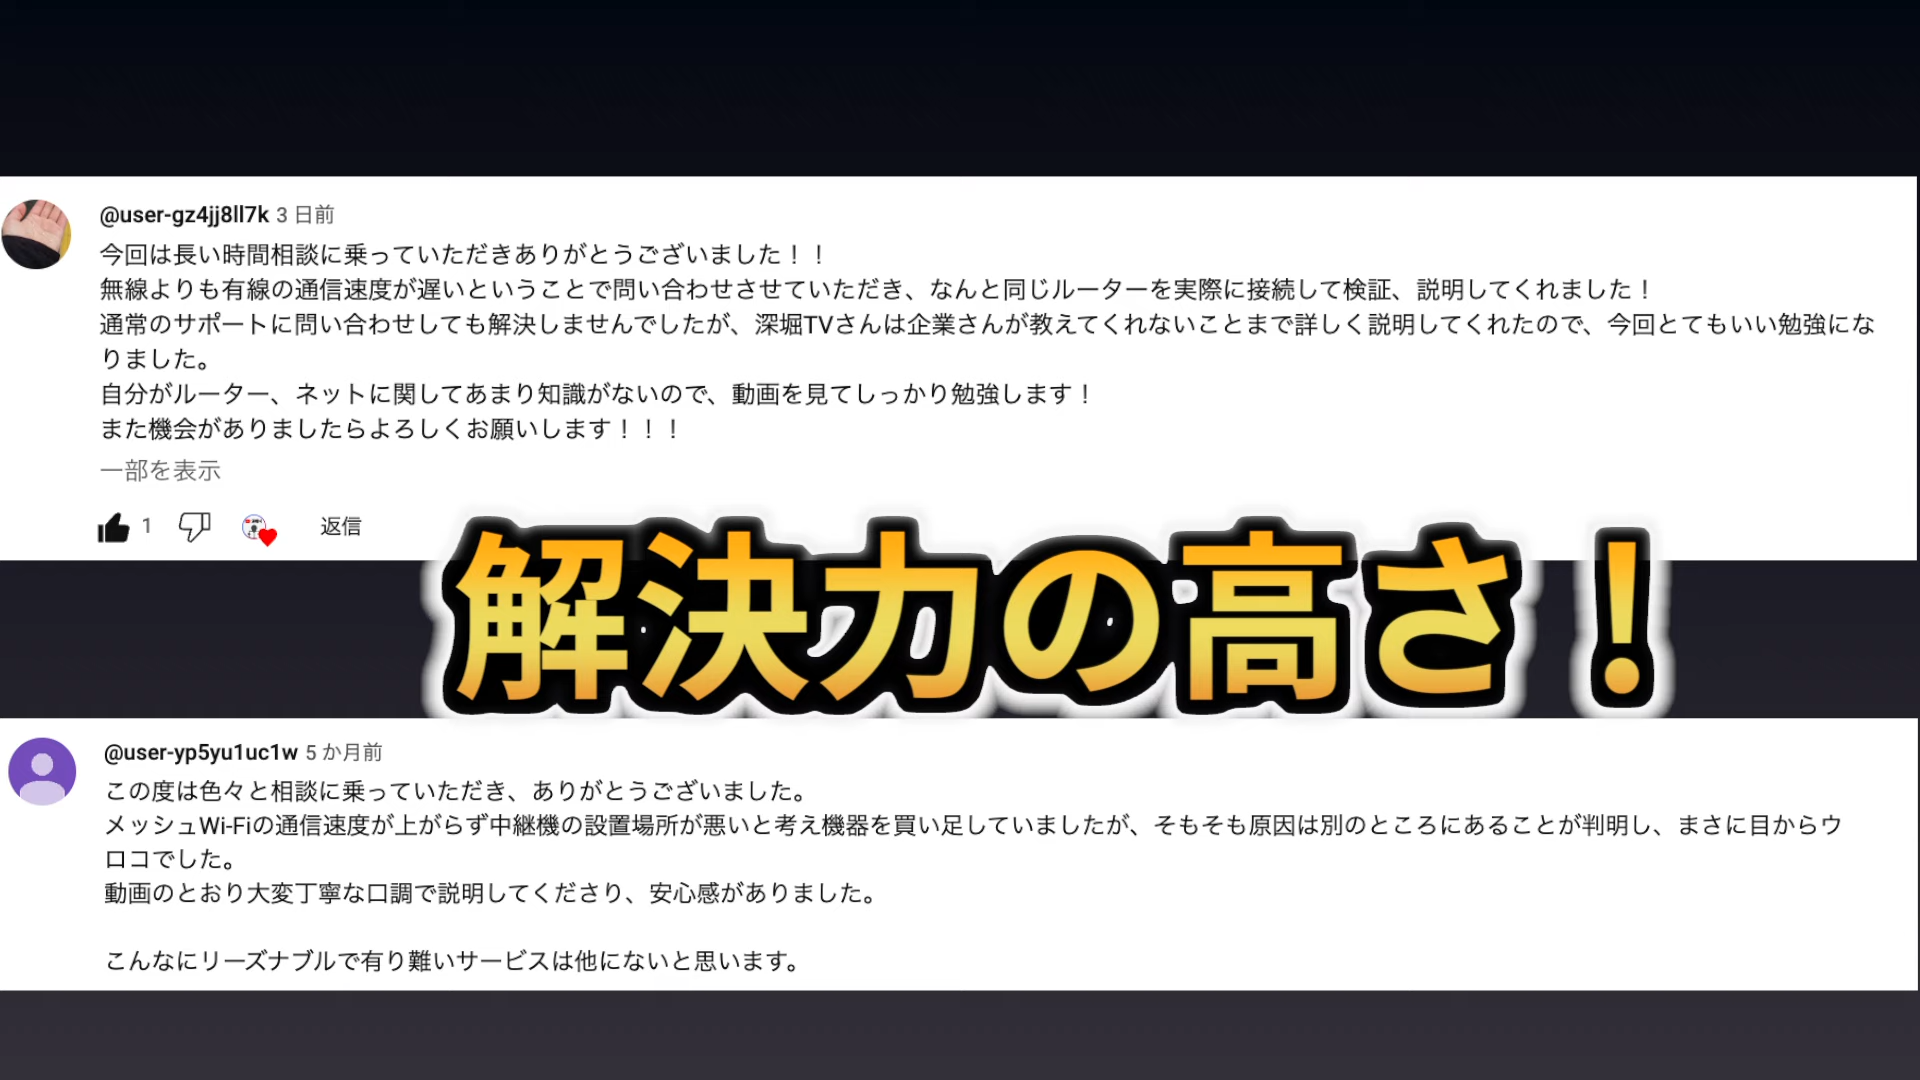 @user-gz4jj8ll7k 3 日前
今回は長い時間相談に乗っていただきありがとうございました！！
無線よりも有線の通信速度が遅いということで問い合わせさせていただき、なんと同じルーターを実際に接続して検証、説明してくれました！
通常のサポートに問い合わせしても解決しませんでしたが、深堀TVさんは企業さんが教えてくれないことまで詳しく説明してくれたので、今回とてもいい勉強にな
りました。
自分がルーター、ネットに関してあまり知識がないので、動画を見てしっかり勉強します！
また機会がありましたらよろしくお願いします！！！
一部を表示
1 返信
解決力の高さ！
@user-yp5yu1uc1w 5 か月前
この度は色々と相談に乗っていただき、ありがとうございました。
メッシュWi-Fiの通信速度が上がらず中継機の設置場所が悪いと考え機器を買い足していましたが、そもそも原因は別のところにあることが判明し、まさに目からウ
ロコでした。
動画のとおり大変丁寧な口調で説明してくださり、安心感がありました。
こんなにリーズナブルで有り難いサービスは他にないと思います。